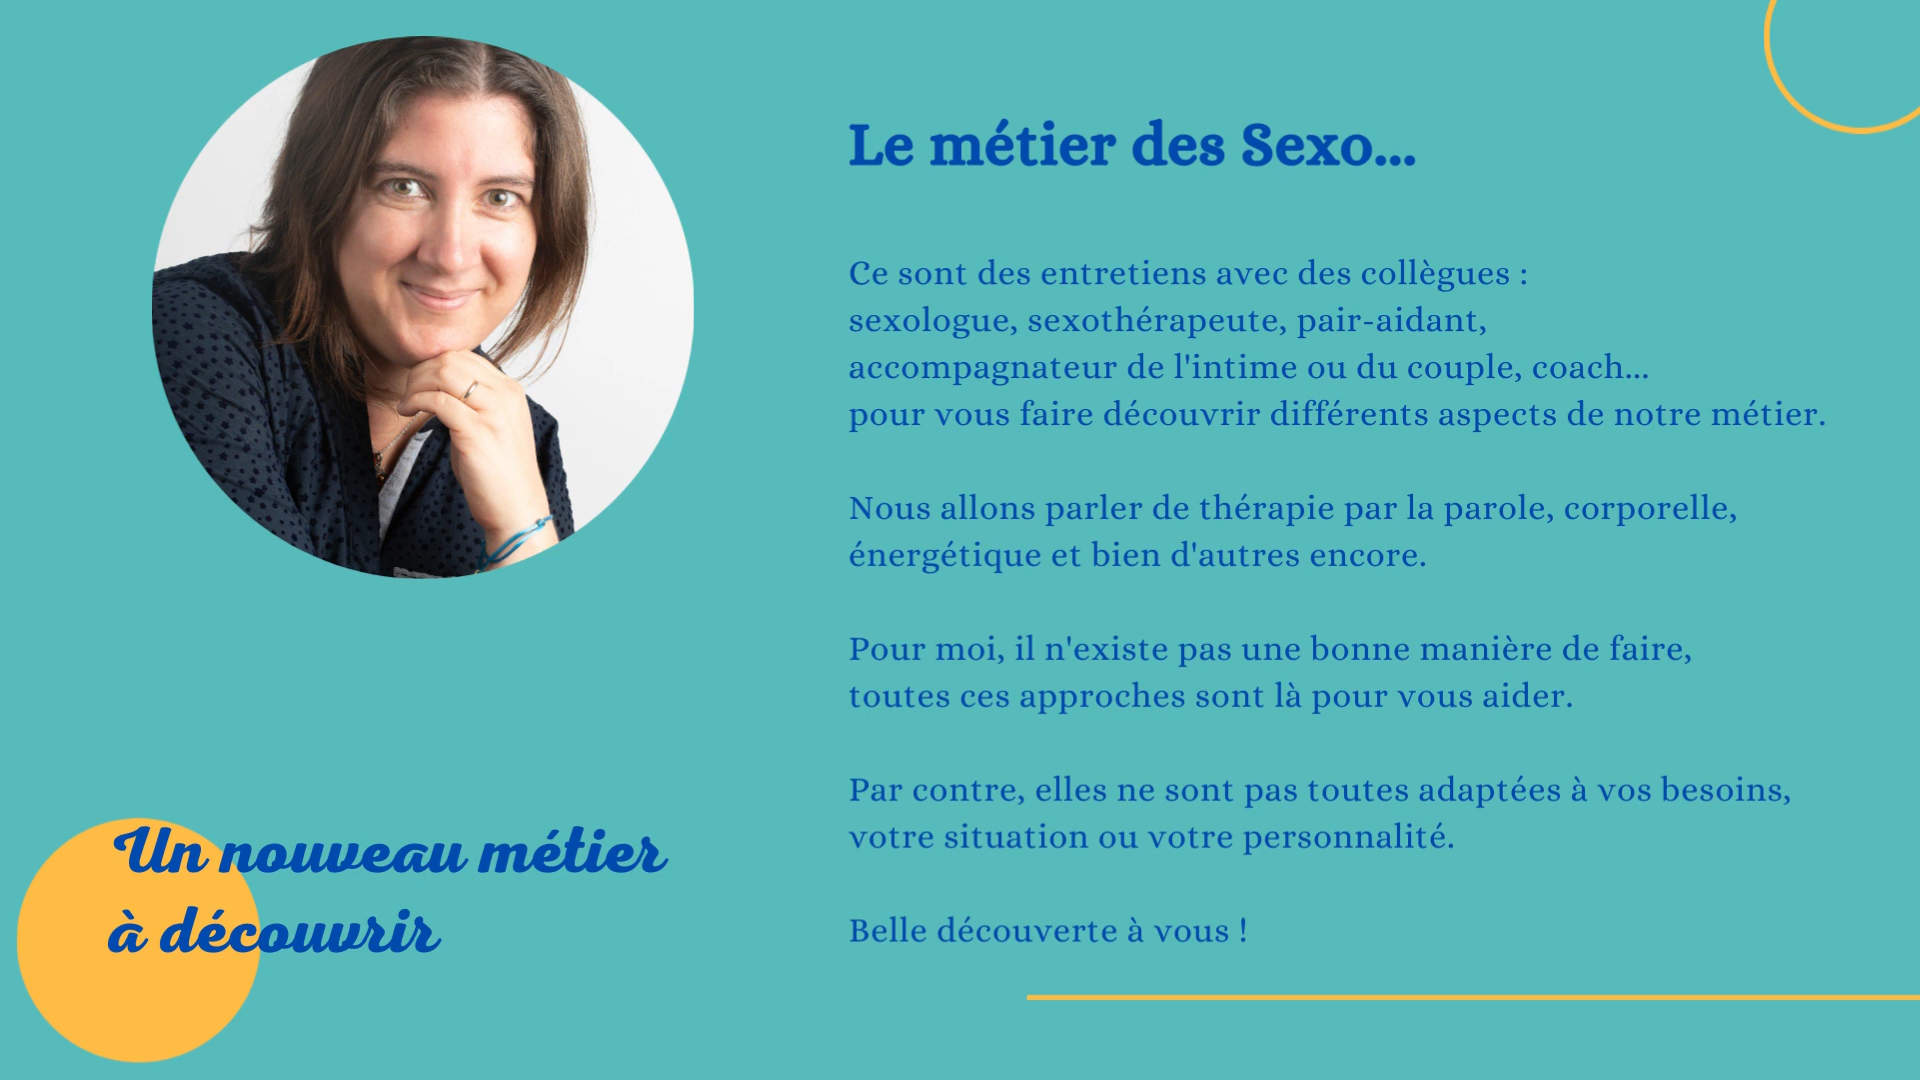 Le métier des Sexo...
Ce sont des entretiens avec des collègues :
sexologue, sexothérapeute, pair-aidant,
accompagnateur de l'intime ou du couple, coach...
pour vous faire découvrir différents aspects de notre métier.
Nous allons parler de thérapie par la parole, corporelle,
énergétique et bien d'autres encore.
Pour moi, il n'existe pas une bonne manière de faire,
toutes ces approches sont là pour vous aider.
Par contre, elles ne sont pas toutes adaptées à vos besoins,
votre situation ou votre personnalité.
Belle découverte à vous !
Un nouveau métier
à découvrir